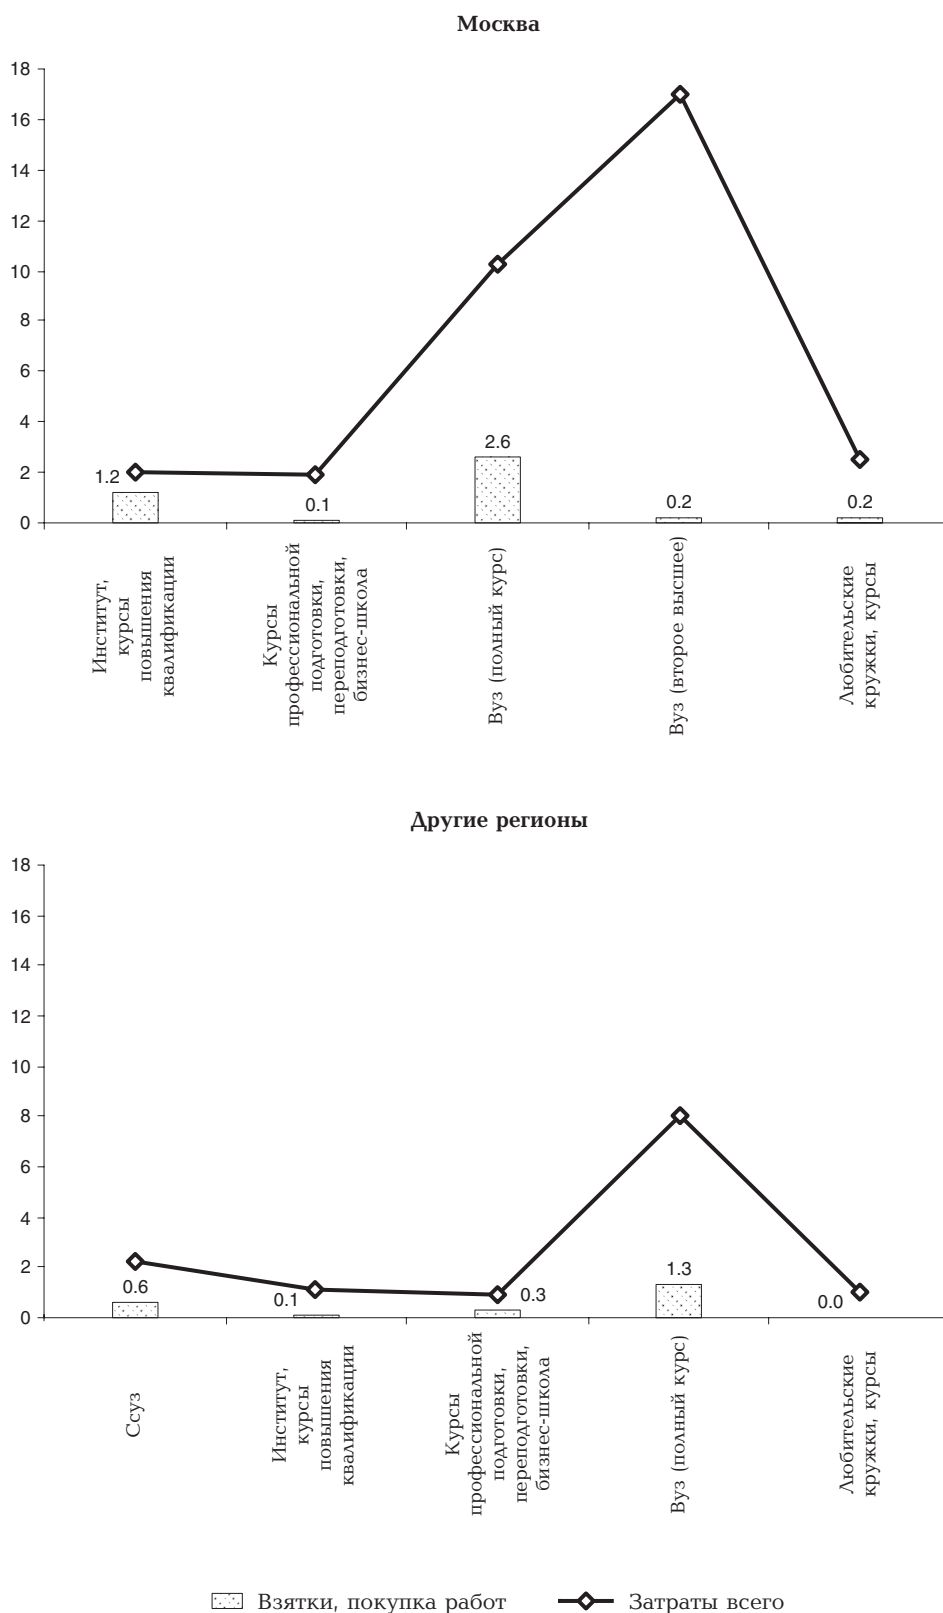 Москва
18
16
14
12
10
8
6
4
2
0
1.2
0.1
2.6
0.2
0.2
Институт,
курсы
повышения
квалификации
Курсы
профессиональной
подготовки,
переподготовки,
бизнес-школа
Вуз (полный курс)
Вуз (второе высшее)
Любительские
кружки, курсы
Другие регионы
18
16
14
12
10
8
6
4
2
0
0.6
0.1
0.3
1.3
0.0
Ссуз
Институт,
курсы
повышения
квалификации
Курсы
профессиональной
подготовки,
переподготовки,
бизнес-школа
Вуз (полный курс)
Любительские
кружки, курсы
Взятки, покупка работ
Затраты всего